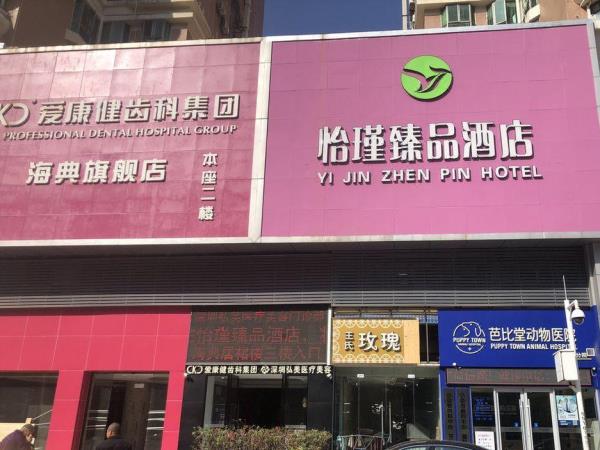 爱康健齿科集团
PROFESSIONAL DENTAL HOSPITAL GROUP
海典旗舰店
本座二楼
怡瑾臻品酒店
YI JIN ZHEN PIN HOTEL
怡瑾臻品酒店
爱康健齿科集团 深圳弘美医疗美容
王氏 玫瑰
PUPPY TOWN
芭比堂动物医院
PUPPY TOWN ANIMAL HOSPITAL